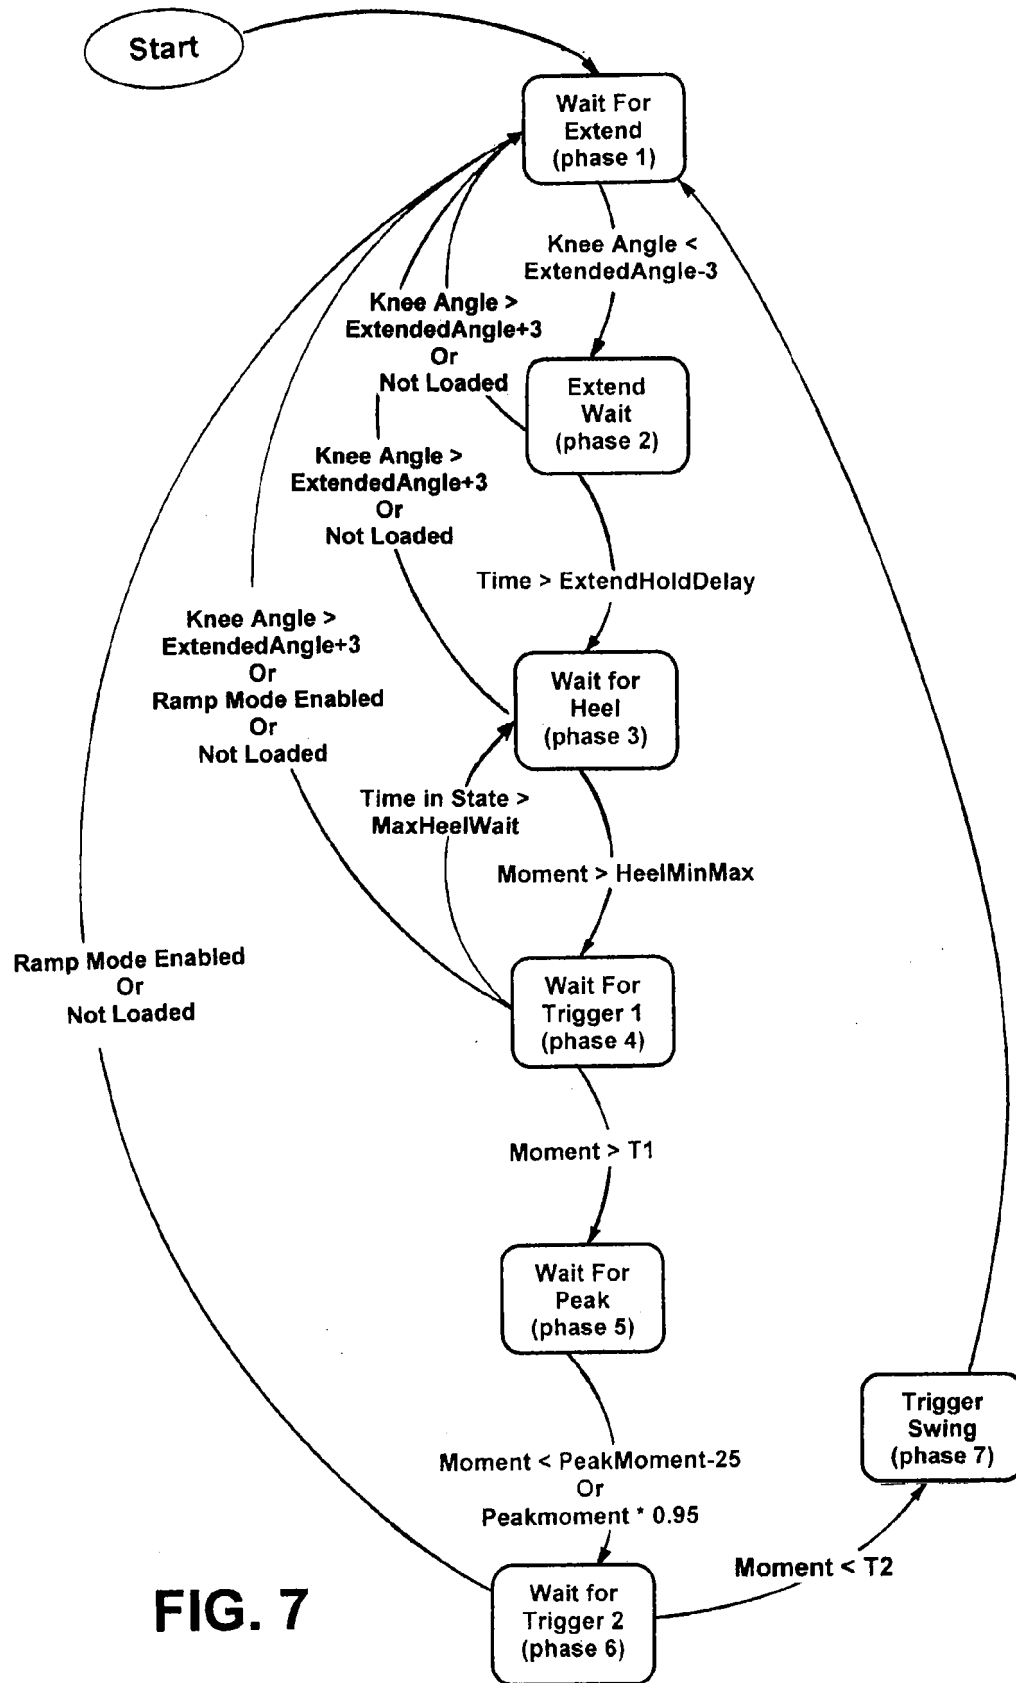 Start
Wait For
Extend
(phase 1)
Knee Angle <
ExtendedAngle-3
Knee Angle >
ExtendedAngle+3
Or
Not Loaded
Extend
Wait
(phase 2)
Knee Angle >
ExtendedAngle+3
Or
Not Loaded
Time > ExtendHoldDelay
Knee Angle >
ExtendedAngle+3
Or
Ramp Mode Enabled
Or
Not Loaded
Wait for
Heel
(phase 3)
Time in State >
MaxHeelWait
Moment > HeelMinMax
Ramp Mode Enabled
Or
Not Loaded
Wait For
Trigger 1
(phase 4)
Moment > T1
Wait For
Peak
(phase 5)
Trigger
Swing
(phase 7)
Moment < PeakMoment-25
Or
Peakmoment * 0.95
Moment < T2
Wait for
Trigger 2
(phase 6)
FIG. 7